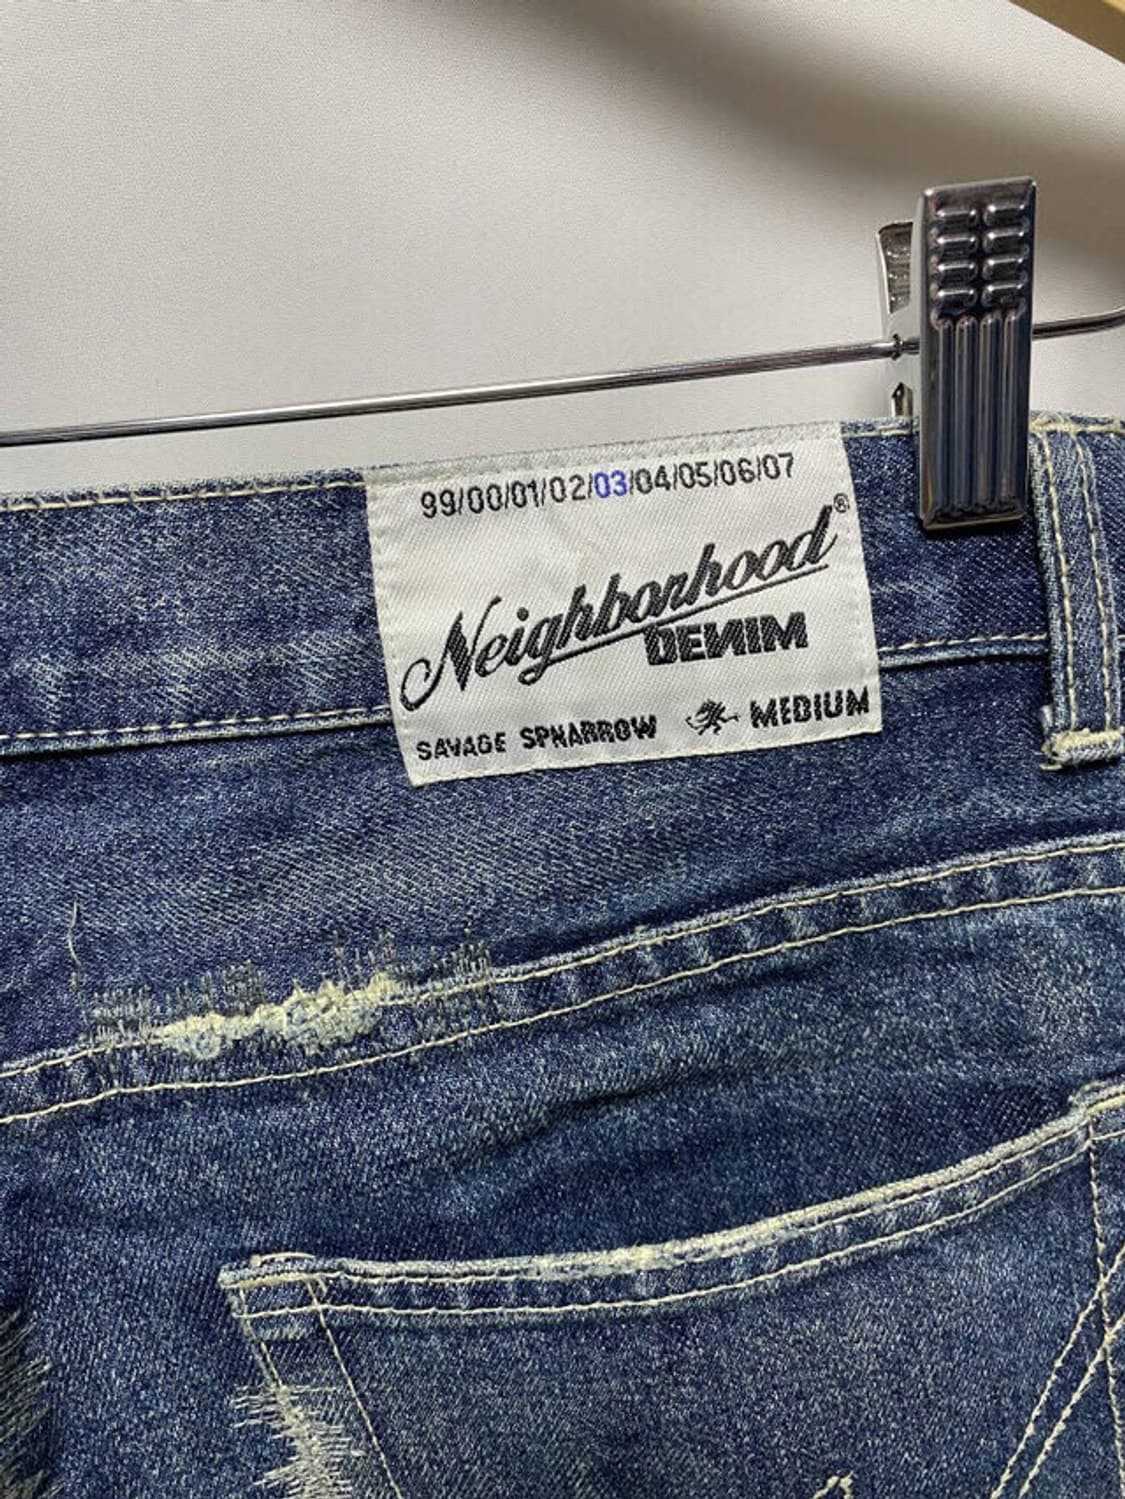 99/00/01/02/03/04/05/06/07
Neighborhood®
DENIM
SAVAGE SPNARROW MEDIUM